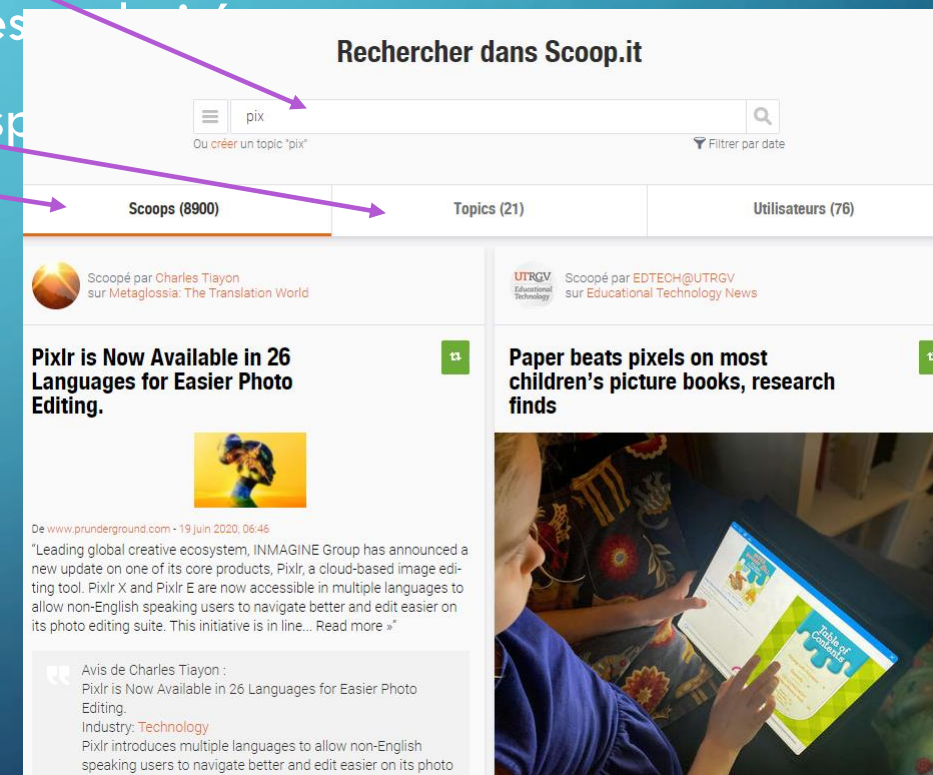 Rechercher dans Scoop.it
pix
Ou créer un topic "pix"
Filtrer par date
Scoops (8900)
Topics (21)
Utilisateurs (76)
Scoopé par Charles Tiayon
sur Metaglossia: The Translation World
Pixlr is Now Available in 26
Languages for Easier Photo
Editing.
De www.prunderground.com - 19 juin 2020, 06:46
"Leading global creative ecosystem, INMAGINE Group has announced a
new update on one of its core products, Pixlr, a cloud-based image edi-
ting tool. Pixlr X and Pixlr E are now accessible in multiple languages to
allow non-English speaking users to navigate better and edit easier on
its photo editing suite. This initiative is in line... Read more »"
Avis de Charles Tiayon :
Pixlr is Now Available in 26 Languages for Easier Photo
Editing.
Industry: Technology
Pixlr introduces multiple languages to allow non-English
speaking users to navigate better and edit easier on its photo
UTRGV
Educational
Technology
Scoopé par EDTECH@UTRGV
sur Educational Technology News
Paper beats pixels on most
children's picture books, research
finds
Table of
Contents